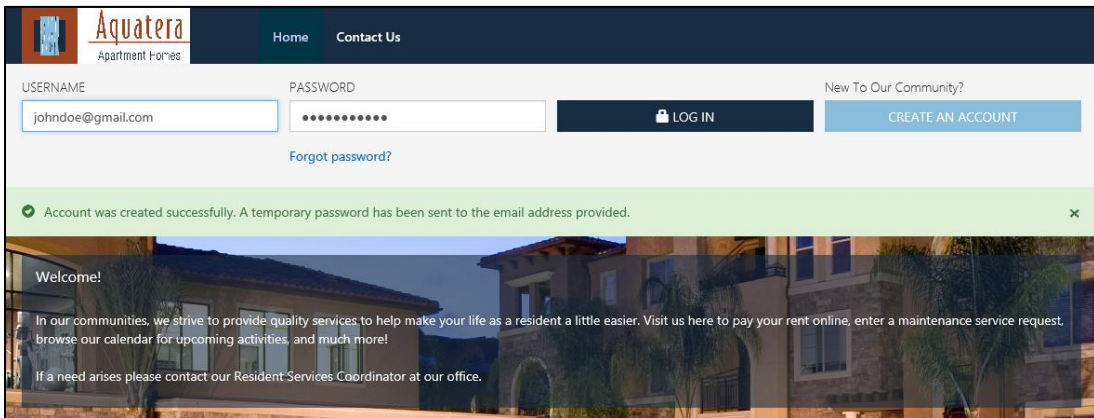 Aquatera
Apartment Homes
Home
Contact Us
USERNAME
PASSWORD
New To Our Community?
johndoe@gmail.com
•••••••••••
LOG IN
CREATE AN ACCOUNT
Forgot password?
Account was created successfully. A temporary password has been sent to the email address provided.
×
Welcome!
In our communities, we strive to provide quality services to help make your life as a resident a little easier. Visit us here to pay your rent online, enter a maintenance service request,
browse our calendar for upcoming activities, and much more!
If a need arises please contact our Resident Services Coordinator at our office.